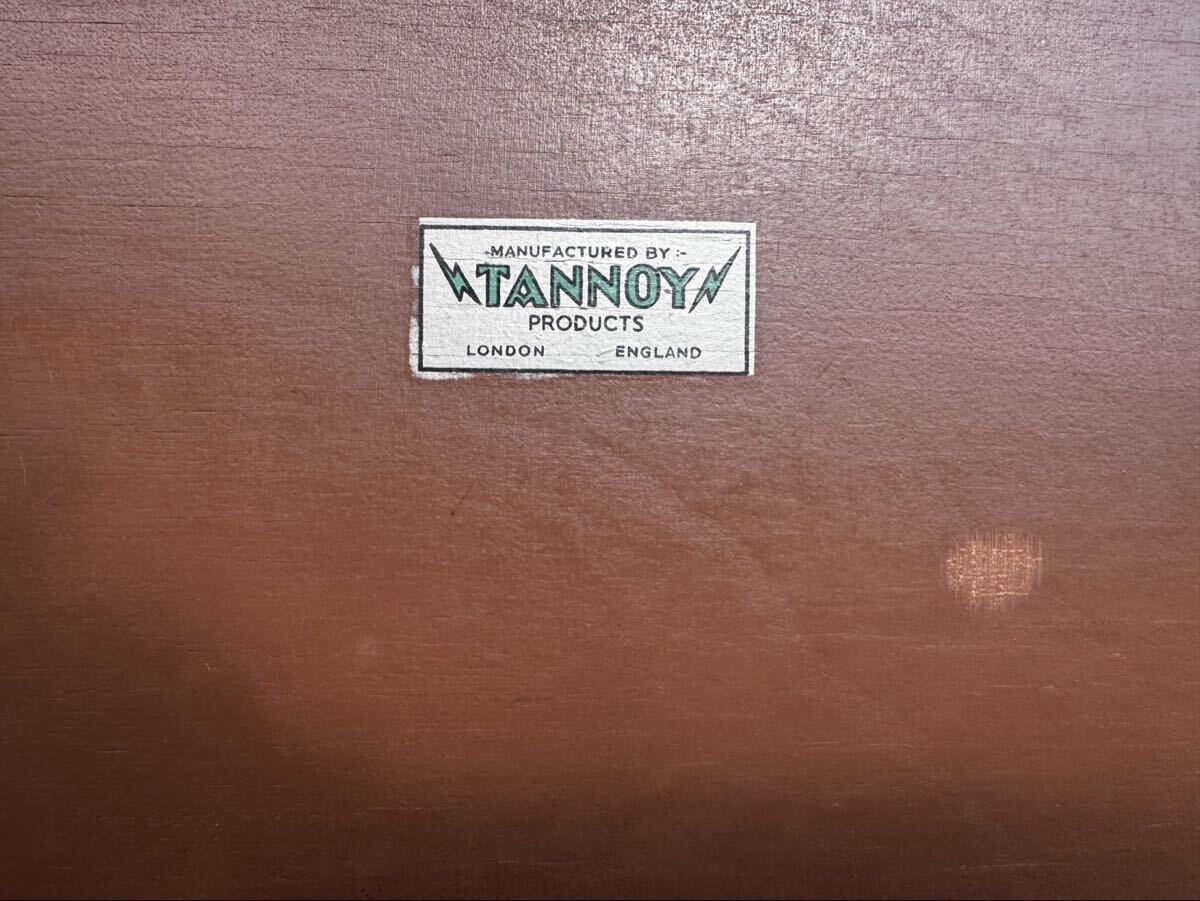 MANUFACTURED BY :-
TANNOY
PRODUCTS
LONDON ENGLAND